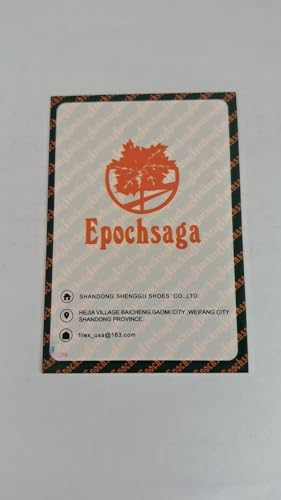 Epochsaga
SHANDONG SHENGGU SHOES CO.,LTD
HEJIA VILLAGE BAICHENG,GAOMI CITY ,WEIFANG CITY
SHANDONG PROVINCE.
filex_usa@163.com